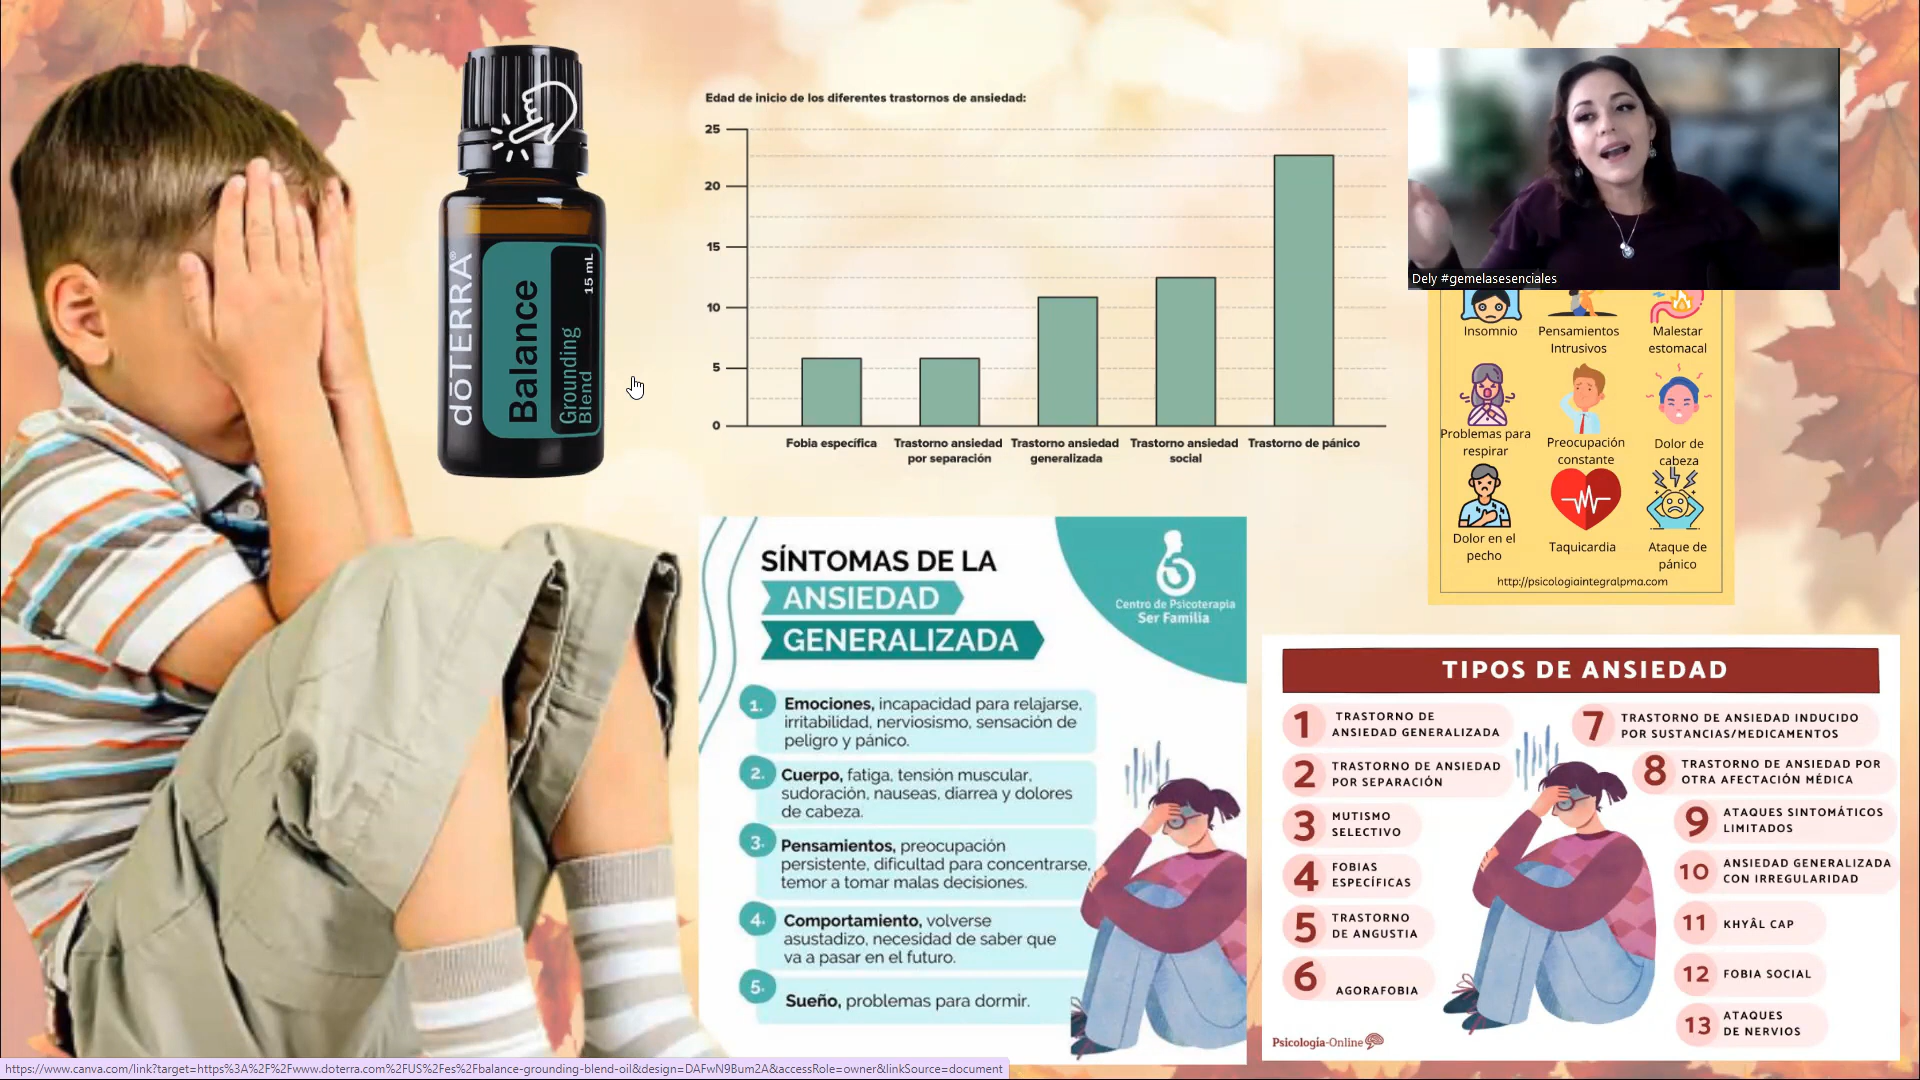 dōTERRA®
Balance
Grounding
Blend
15 mL
Edad de inicio de los diferentes trastornos de ansiedad:
25
20
15
10
5
0
Fobia específica
Trastorno ansiedad
por separación
Trastorno ansiedad
generalizada
Trastorno ansiedad
social
Trastorno de pánico
Dely #gemelasesenciales
Insomnio
Pensamientos
Intrusivos
Malestar
estomacal
Problemas para
respirar
Preocupación
constante
Dolor de
cabeza
Dolor en el
pecho
Taquicardia
Ataque de
pánico
http://psicologiaintegralpma.com
SÍNTOMAS DE LA
ANSIEDAD
GENERALIZADA
Centro de Psicoterapia
Ser Familia
1.
Emociones, incapacidad para relajarse,
irritabilidad, nerviosismo, sensación de
peligro y pánico.
2.
Cuerpo, fatiga, tensión muscular,
sudoración, nauseas, diarrea y dolores
de cabeza.
3.
Pensamientos, preocupación
persistente, dificultad para concentrarse,
temor a tomar malas decisiones.
4.
Comportamiento, volverse
asustadizo, necesidad de saber que
va a pasar en el futuro.
5.
Sueño, problemas para dormir.
TIPOS DE ANSIEDAD
1 TRASTORNO DE
ANSIEDAD GENERALIZADA
2 TRASTORNO DE ANSIEDAD
POR SEPARACIÓN
3 MUTISMO
SELECTIVO
4 FOBIAS
ESPECÍFICAS
5 TRASTORNO
DE ANGUSTIA
6 AGORAFOBIA
7 TRASTORNO DE ANSIEDAD INDUCIDO
POR SUSTANCIAS/MEDICAMENTOS
8 TRASTORNO DE ANSIEDAD POR
OTRA AFECTACIÓN MÉDICA
9 ATAQUES SINTOMÁTICOS
LIMITADOS
10 ANSIEDAD GENERALIZADA
CON IRREGULARIDAD
11 KHYÂL CAP
12 FOBIA SOCIAL
13 ATAQUES
DE NERVIOS
Psicología-Online
https://www.canva.com/link?target=https%3A%2F%2Fwww.doterra.com%2FUS%2Fes%2Fbalance-grounding-blend-oil&design=DAFwN9Bum2A&accessRole=owner&linkSource=document